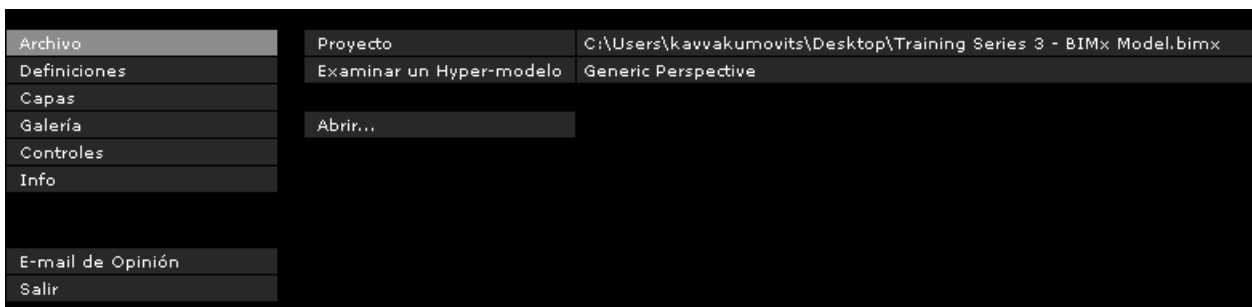 Archivo
Definiciones
Capas
Galería
Controles
Info
E-mail de Opinión
Salir
Proyecto C:\Users\kavvakumovits\Desktop\Training Series 3 - BIMx Model.bimx
Examinar un Hyper-modelo Generic Perspective
Abrir...